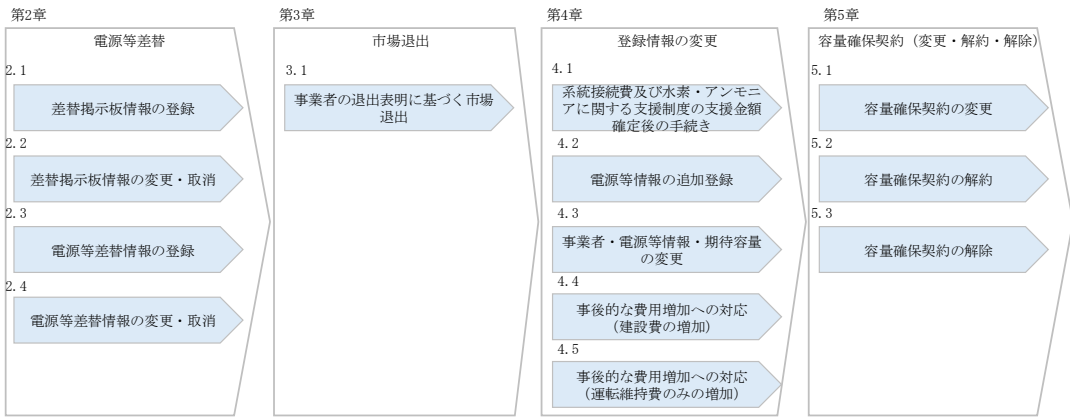 第2章
電源等差替
2.1
差替掲示板情報の登録
2.2
差替掲示板情報の変更・取消
2.3
電源等差替情報の登録
2.4
電源等差替情報の変更・取消
第3章
市場退出
3.1
事業者の退出表明に基づく市場
退出
第4章
登録情報の変更
4.1
系統接続費及び水素・アンモニ
アに関する支援制度の支援金額
確定後の手続き
4.2
電源等情報の追加登録
4.3
事業者・電源等情報・期待容量
の変更
4.4
事後的な費用増加への対応
（建設費の増加）
4.5
事後的な費用増加への対応
（運転維持費のみの増加）
第5章
容量確保契約（変更・解約・解除）
5.1
容量確保契約の変更
5.2
容量確保契約の解約
5.3
容量確保契約の解除